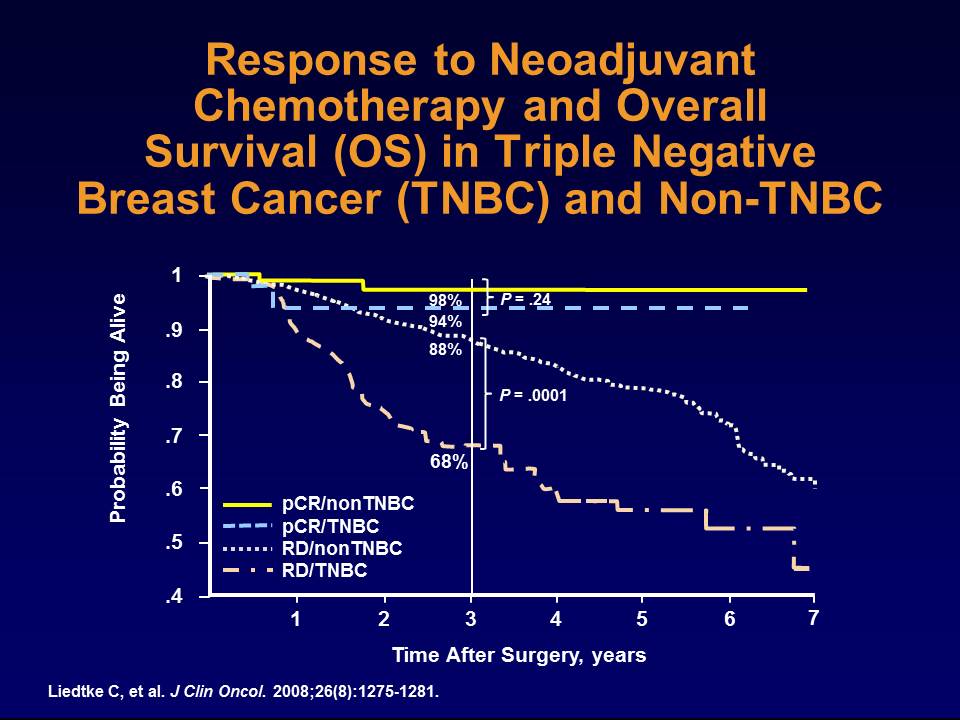 Response to Neoadjuvant
Chemotherapy and Overall
Survival (OS) in Triple Negative
Breast Cancer (TNBC) and Non-TNBC
Probability Being Alive
1
.9
.8
.7
.6
.5
.4
98%
94%
88%
68%
P = .24
P = .0001
pCR/nonTNBC
pCR/TNBC
RD/nonTNBC
RD/TNBC
1 2 3 4 5 6 7
Time After Surgery, years
Liedtke C, et al. J Clin Oncol. 2008;26(8):1275-1281.